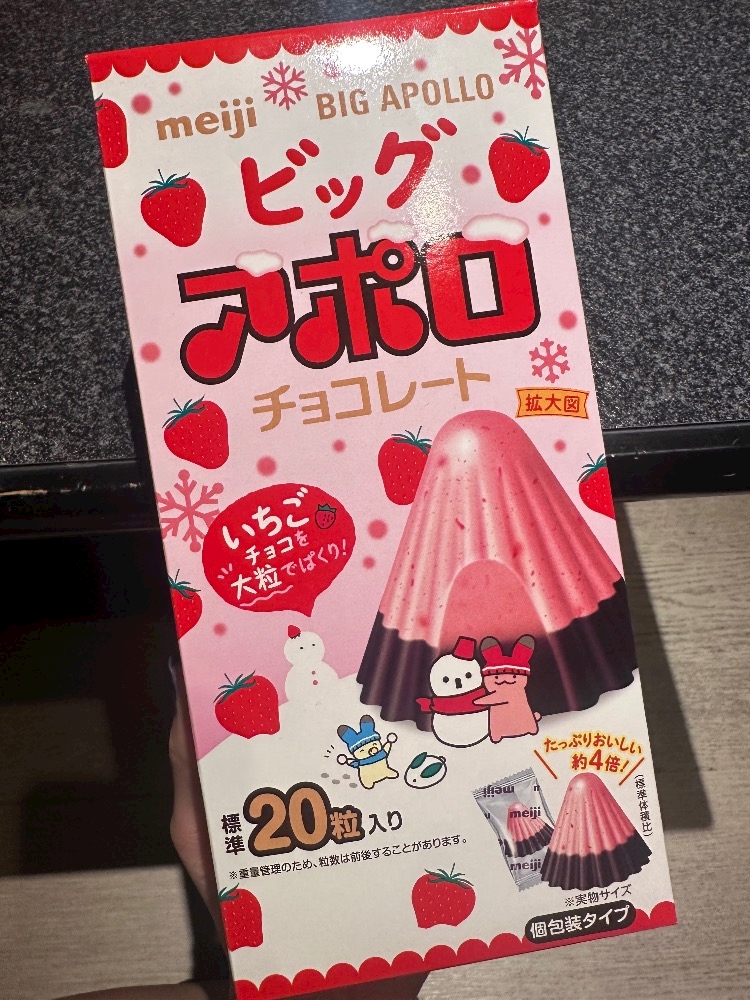 meiji BIG APOLLO
ビッグ
アポロ
チョコレート
拡大図
いちご
チョコを
大粒でぱくり!
たっぷりおいしい
約4倍!
(標準体積比)
標準20粒入り
※重量管理のため、粒数は前後することがあります。
meiji
meiji
meiji
※実物サイズ
個包装タイプ